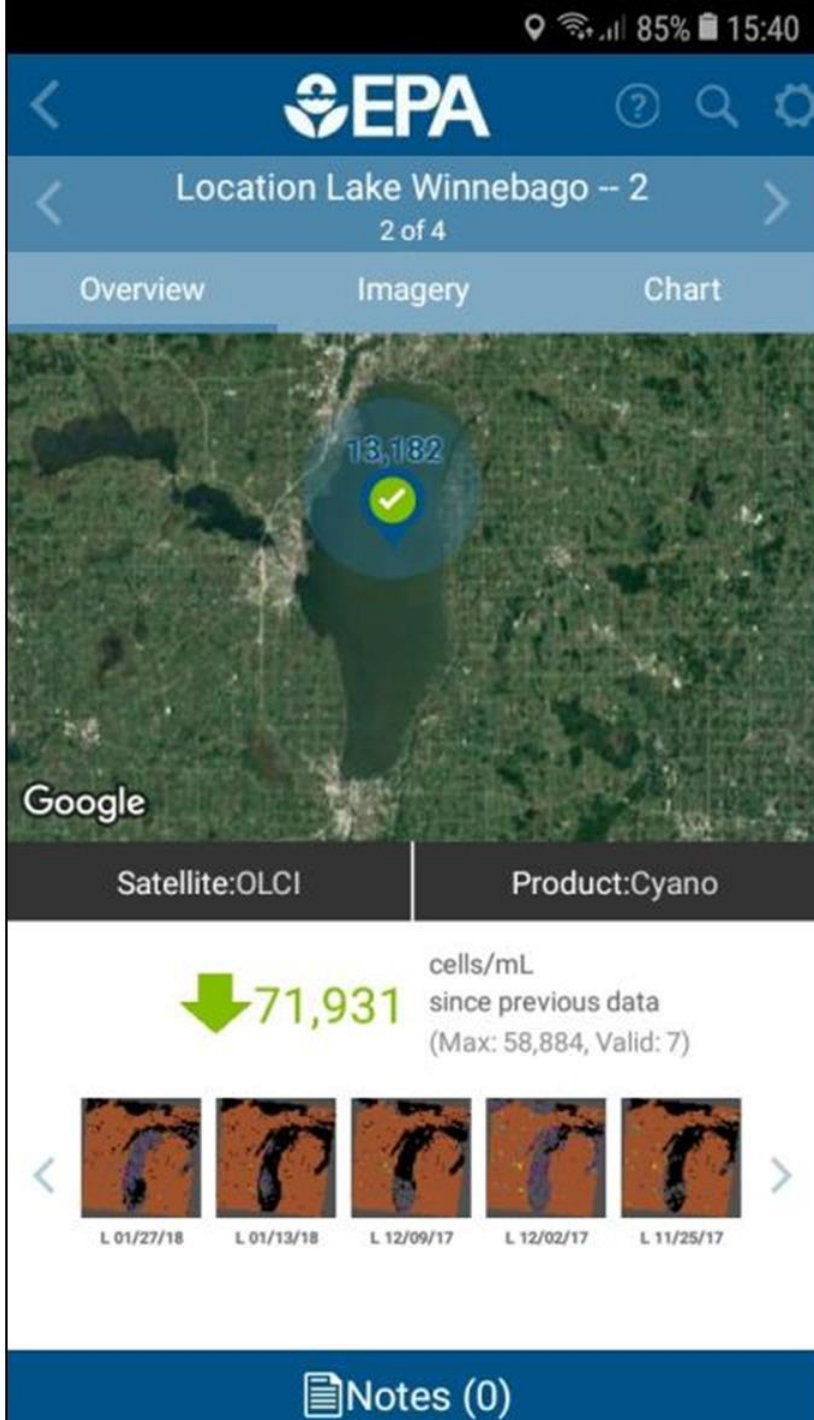 85% 15:40
EPA
Location Lake Winnebago -- 2
2 of 4
Overview Imagery Chart
13,182
Google
Satellite:OLCI Product:Cyano
71,931
cells/mL
since previous data
(Max: 58,884, Valid: 7)
L 01/27/18 L 01/13/18 L 12/09/17 L 12/02/17 L 11/25/17
Notes (0)